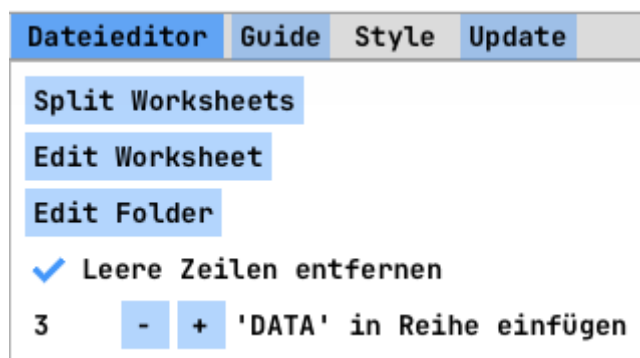 Dateieditor Guide Style Update
Split Worksheets
Edit Worksheet
Edit Folder
Leere Zeilen entfernen
3 - + 'DATA' in Reihe einfügen